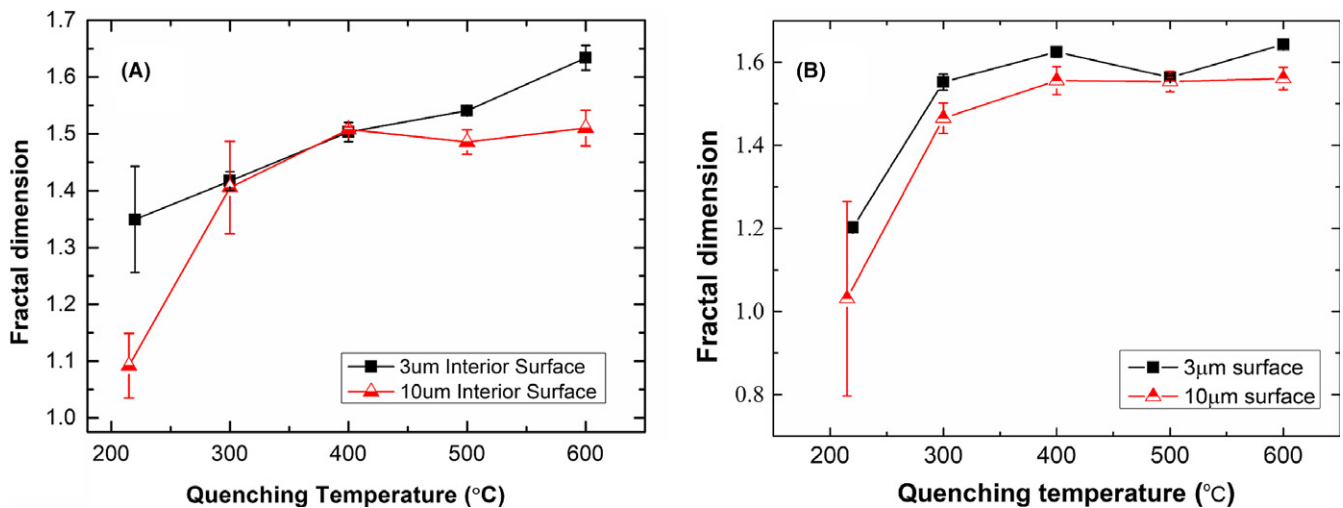 (A)
Fractal dimension
1.7
1.6
1.5
1.4
1.3
1.2
1.1
1.0
3um Interior Surface
10um Interior Surface
200 300 400 500 600
Quenching Temperature (°C)
(B)
Fractal dimension
1.6
1.4
1.2
1.0
0.8
3μm surface
10μm surface
200 300 400 500 600
Quenching temperature (°C)